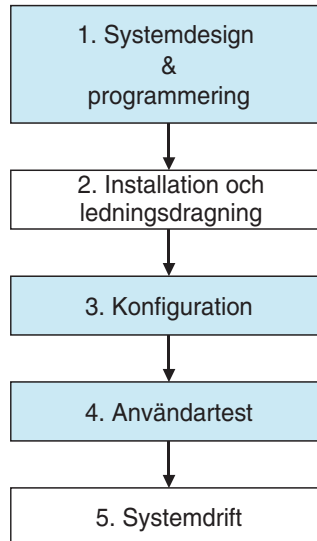 1. Systemdesign
&
programmering
2. Installation och
ledningsdragning
3. Konfiguration
4. Användartest
5. Systemdrift